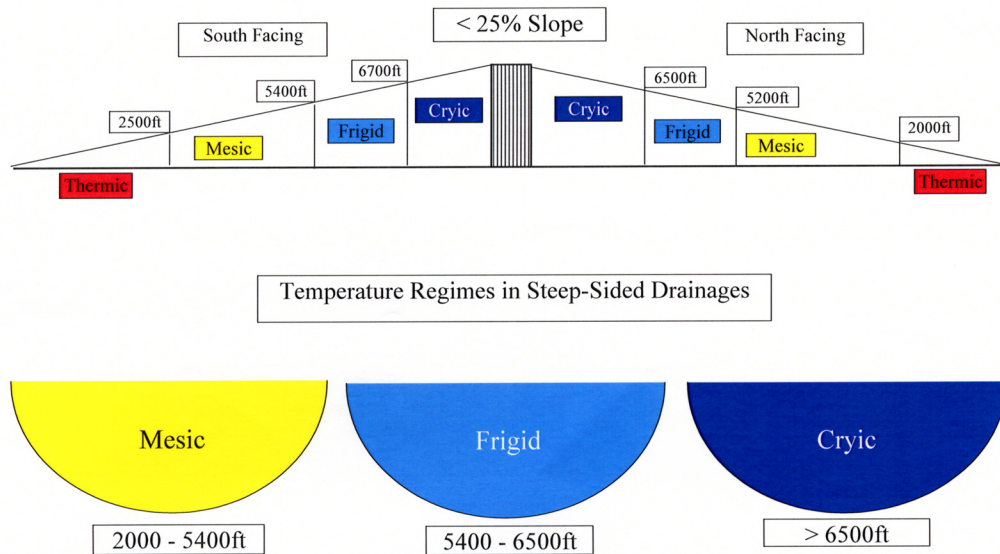 South Facing
< 25% Slope
North Facing
6700ft
6500ft
5400ft
5200ft
2500ft
2000ft
Cryic
Cryic
Frigid
Frigid
Mesic
Mesic
Thermic
Thermic
Temperature Regimes in Steep-Sided Drainages
Mesic
Frigid
Cryic
2000 - 5400ft
5400 - 6500ft
> 6500ft